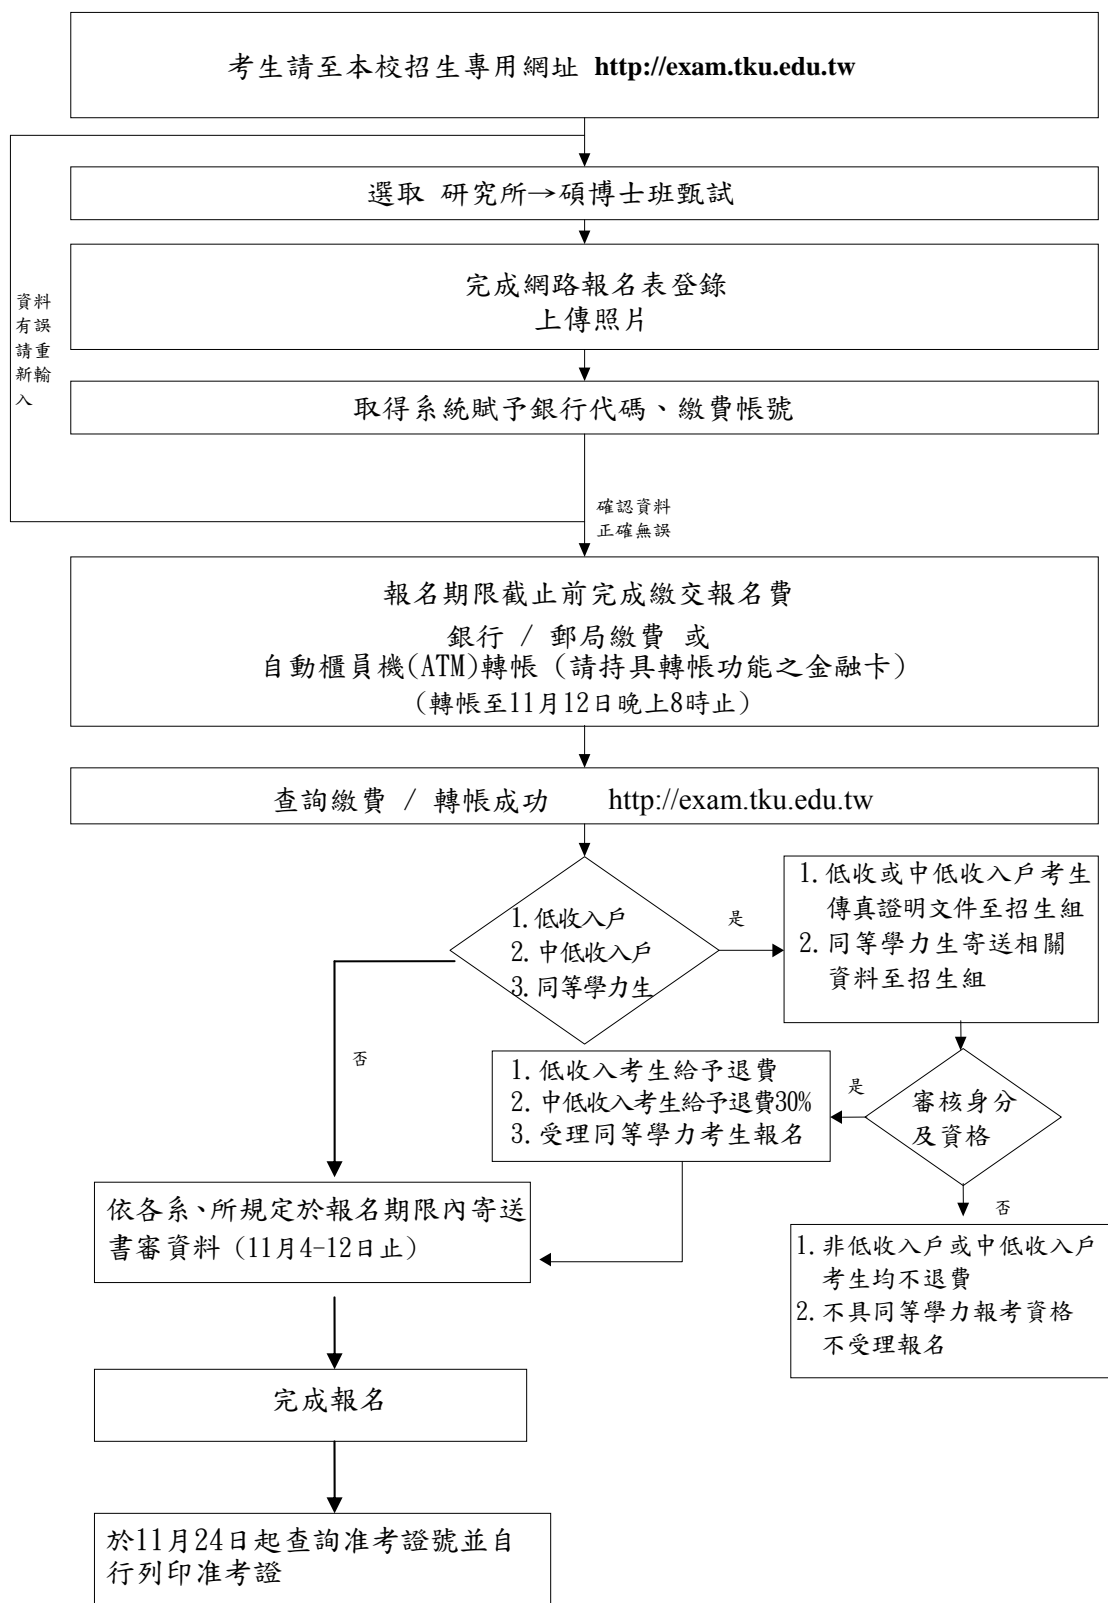 考生請至本校招生專用網址 http://exam.tku.edu.tw
選取 研究所→碩博士班甄試
完成網路報名表登錄
上傳照片
資料
有誤
請重
新輸
入
取得系統賦予銀行代碼、繳費帳號
確認資料
正確無誤
報名期限截止前完成繳交報名費
銀行 / 郵局繳費 或
自動櫃員機(ATM)轉帳（請持具轉帳功能之金融卡）
（轉帳至11月12日晚上8時止）
查詢繳費 / 轉帳成功 http://exam.tku.edu.tw
1.低收入戶
2.中低收入戶
3.同等學力生
是
1.低收或中低收入戶考生
傳真證明文件至招生組
2.同等學力生寄送相關
資料至招生組
否
1.低收入考生給予退費
2.中低收入考生給予退費30%
3.受理同等學力考生報名
是
審核身分
及資格
否
依各系、所規定於報名期限內寄送
書審資料（11月4-12日止）
1.非低收入戶或中低收入戶
考生均不退費
2.不具同等學力報考資格
不受理報名
完成報名
於11月24日起查詢准考證號並自
行列印准考證